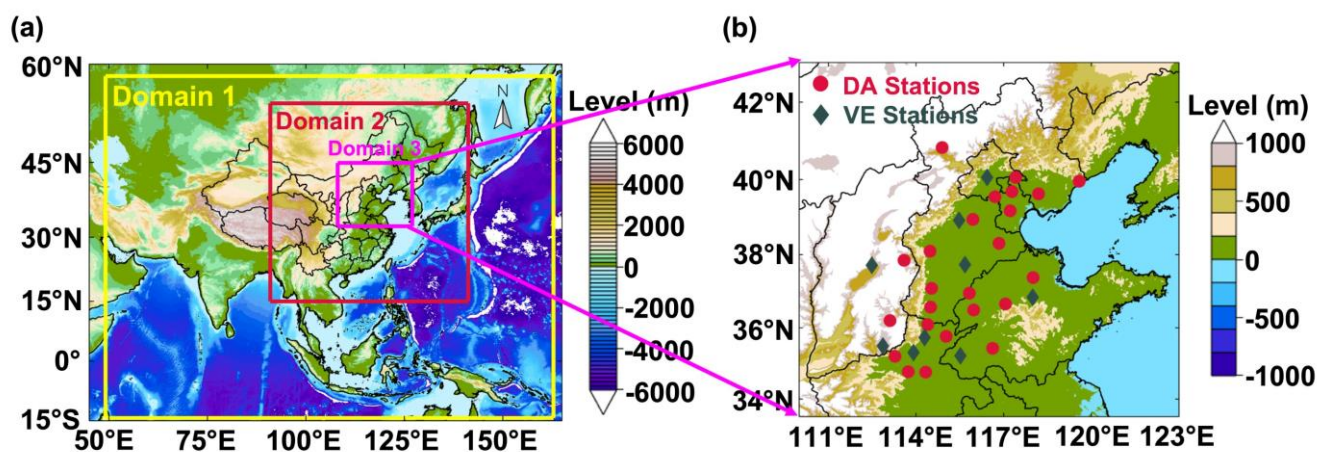 (a)
60°N
45°N
30°N
15°N
0°
15°S
50°E
75°E
100°E
125°E
150°E
Domain 1
Domain 2
Domain 3
N
Level (m)
6000
4000
2000
0
-2000
-4000
-6000
(b)
DA Stations
VE Stations
42°N
40°N
38°N
36°N
34°N
111°E
114°E
117°E
120°E
123°E
Level (m)
1000
500
0
-500
-1000